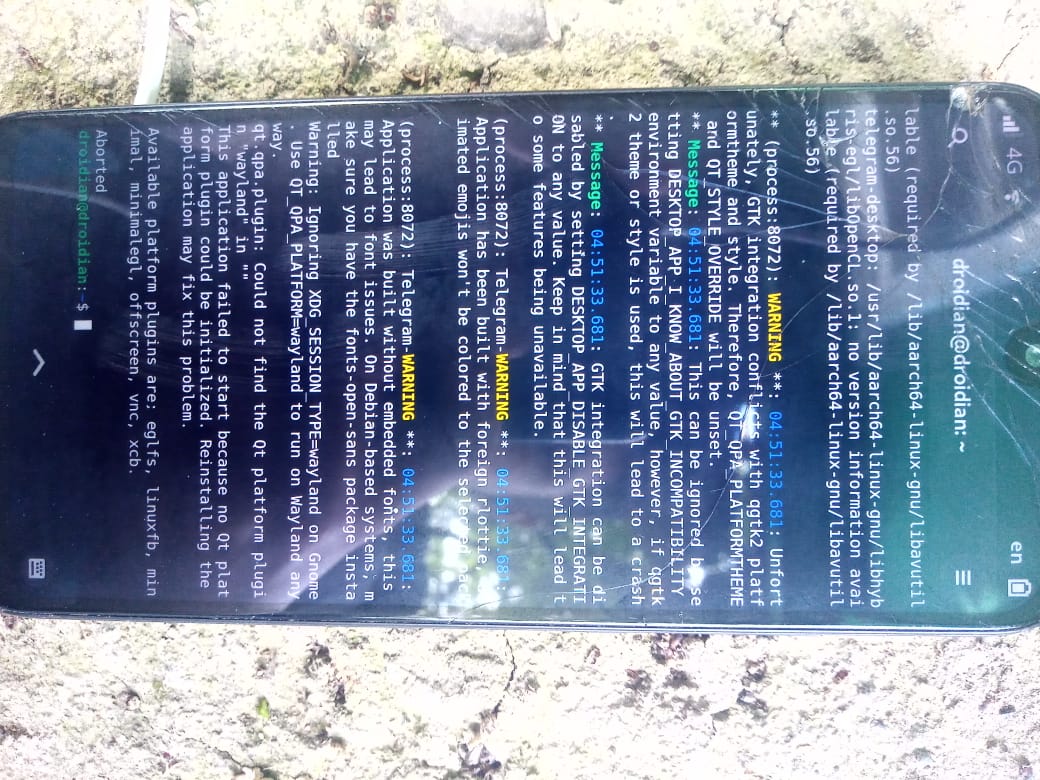 4G
en
droidian@droidian: ~
lable (required by /lib/aarch64-linux-gnu/libavutil
.so.56)
telegram-desktop: /usr/lib/aarch64-linux-gnu/libhyb
ris-egl/libOpenCL.so.1: no version information avai
lable (required by /lib/aarch64-linux-gnu/libavutil
.so.56)
** (process:8072): WARNING **: 04:51:33.681: Unfort
unately, GTK integration conflicts with qgtk2 platf
ormtheme and style. Therefore, QT_QPA_PLATFORMTHEME
and QT_STYLE_OVERRIDE will be unset.
** Message: 04:51:33.681: This can be ignored by se
tting DESKTOP_APP_I_KNOW_ABOUT_GTK_INCOMPATIBILITY
environment variable to any value, however, if qgtk
2 theme or style is used, this will lead to a crash
.
** Message: 04:51:33.681: GTK integration can be di
sabled by setting DESKTOP_APP_DISABLE_GTK_INTEGRATI
ON to any value. Keep in mind that this will lead t
o some features being unavailable.
(process:8072): Telegram-WARNING **: 04:51:33.681:
Application has been built with foreign rlottie,
imated emojis won't be colored to the selected
(process:8072): Telegram-WARNING **: 04:51:33.681:
Application was built without embedded fonts, this
may lead to font issues. On Debian-based systems, m
ake sure you have the fonts-open-sans package insta
lled
Warning: Ignoring XDG_SESSION_TYPE=wayland on Gnome
. Use QT_QPA_PLATFORM=wayland to run on Wayland any
way.
qt.qpa.plugin: Could not find the Qt platform plugi
n "wayland" in ""
This application failed to start because no Qt plat
form plugin could be initialized. Reinstalling the
application may fix this problem.
Available platform plugins are: eglfs, linuxfb, min
imal, minimalegl, offscreen, vnc, xcb.
Aborted
droidian@droidian:~$